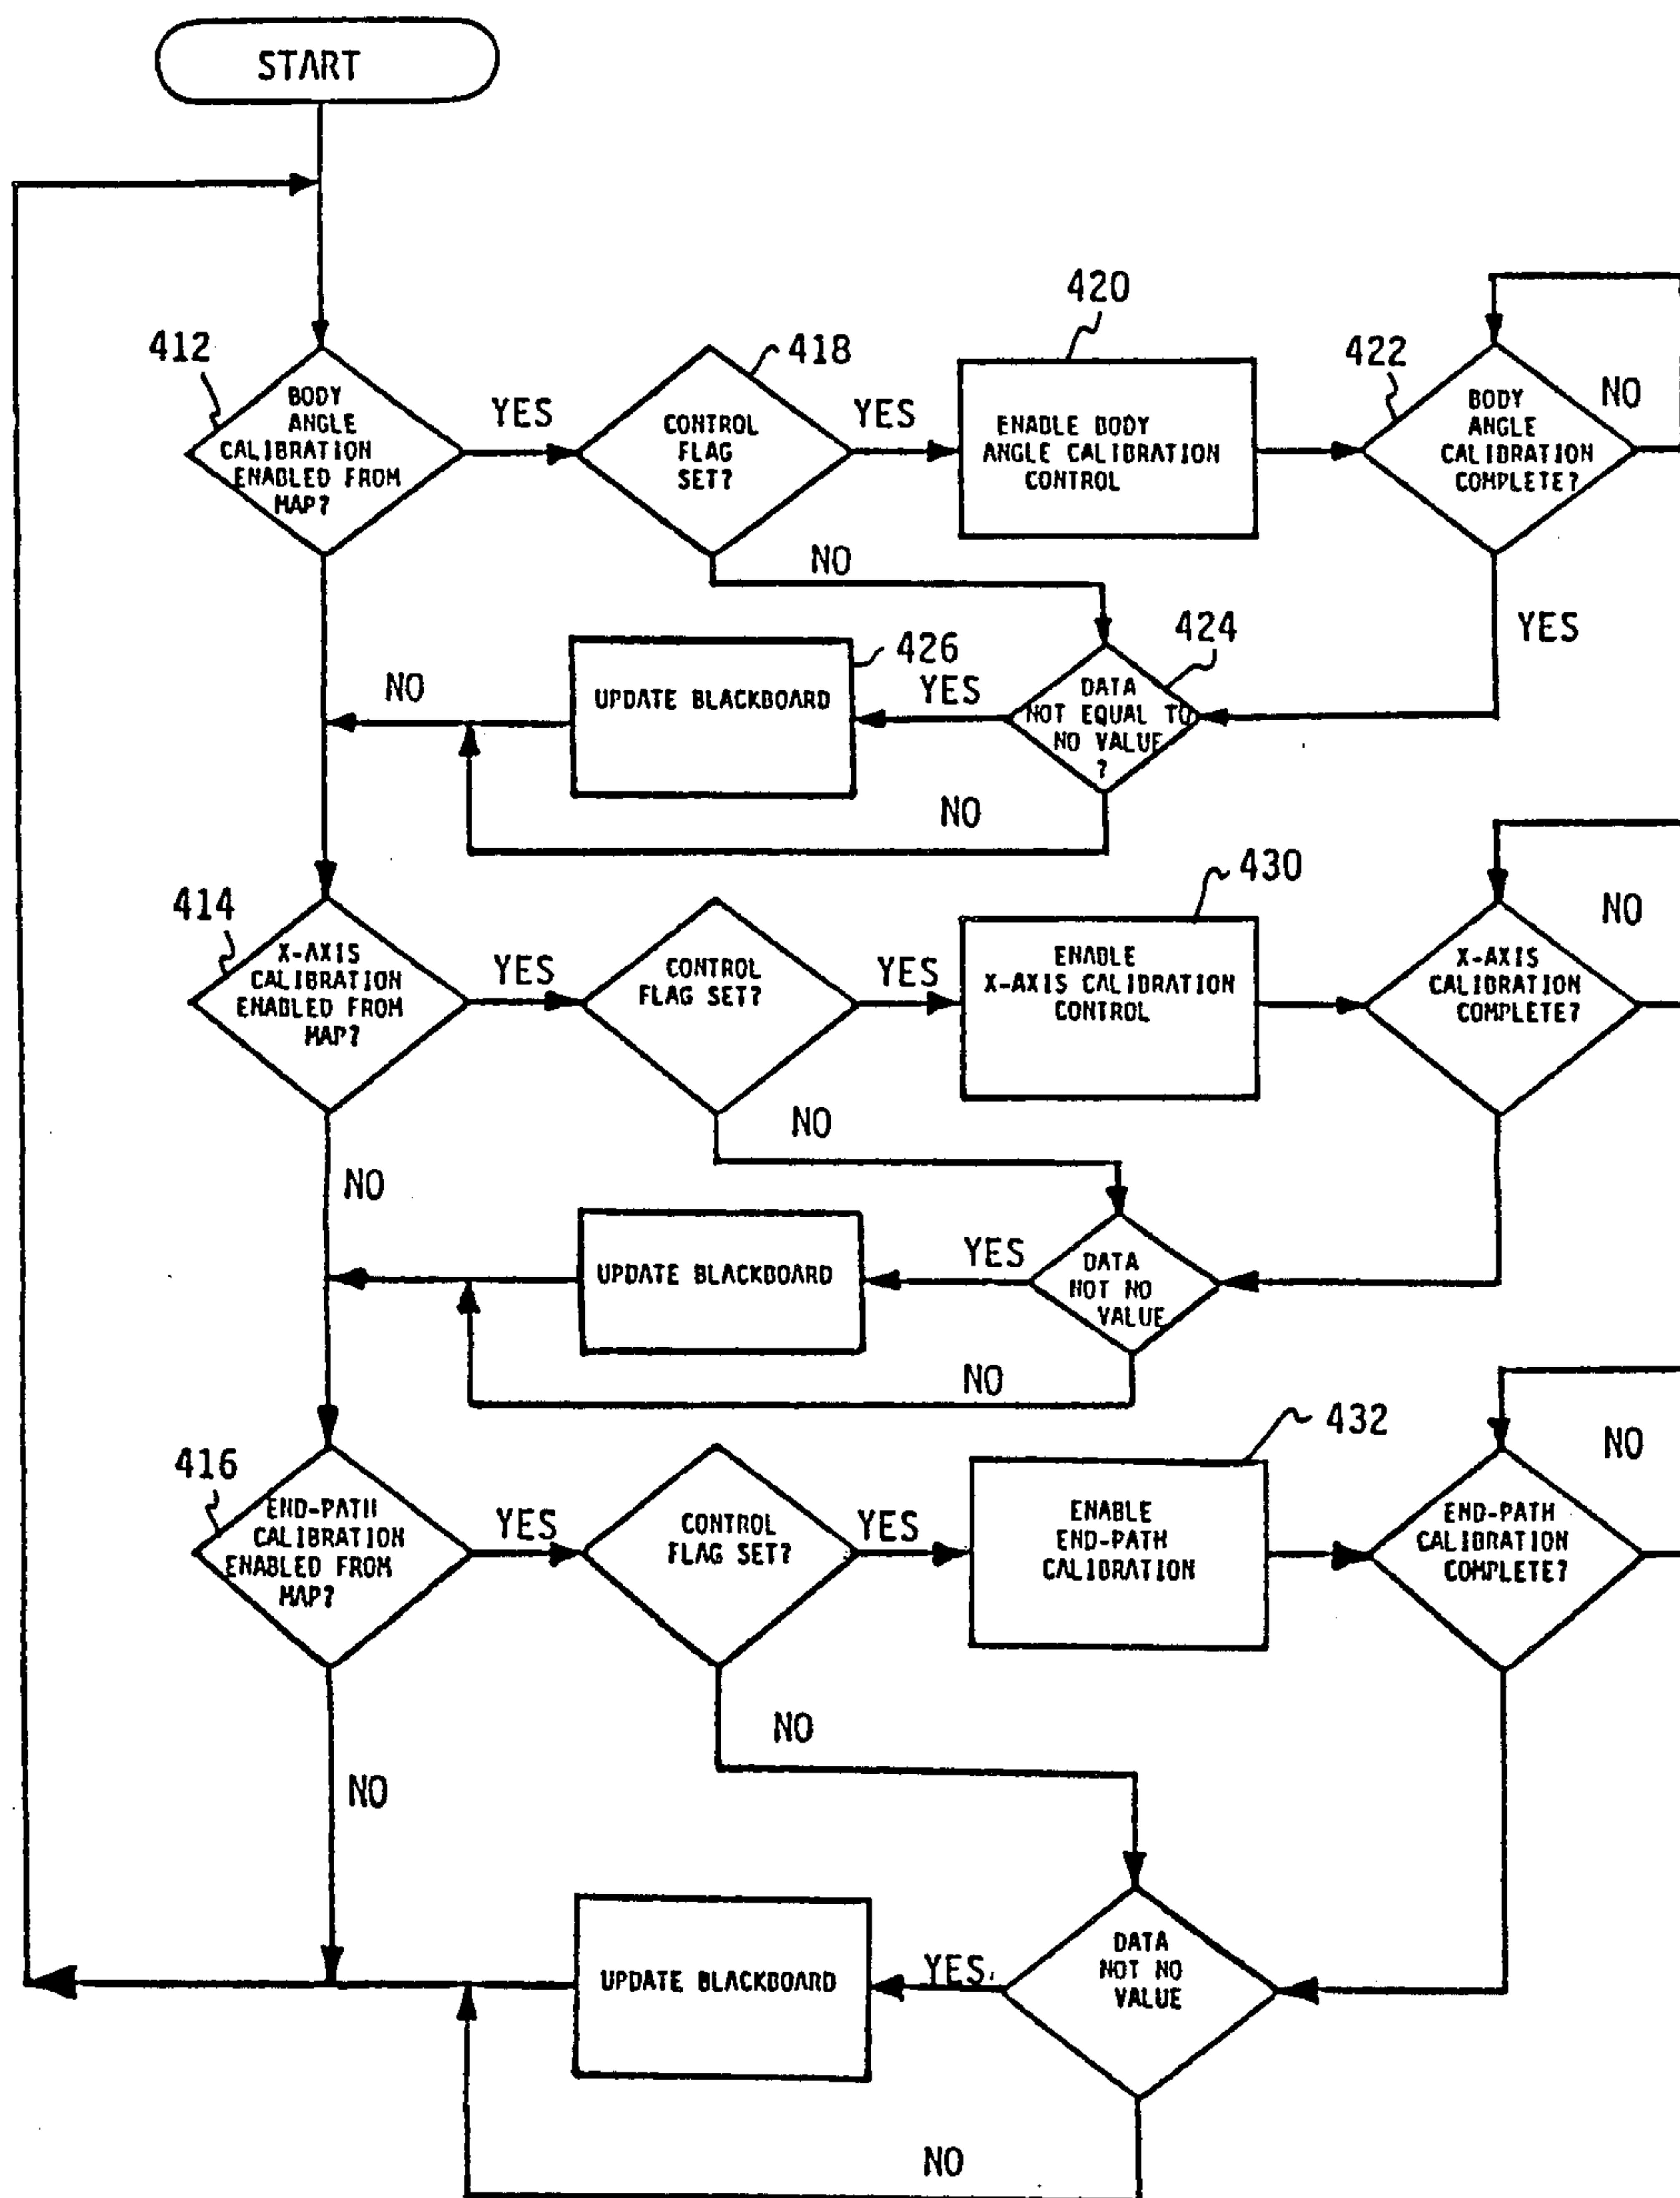 START
420
412
418
422
BODY
ANGLE
CALIBRATION
ENABLED FROM
MAP?
YES
CONTROL
FLAG
SET?
YES
ENABLE BODY
ANGLE CALIBRATION
CONTROL
BODY
ANGLE
CALIBRATION
COMPLETE?
NO
NO
YES
424
426
NO
UPDATE BLACKBOARD
YES
DATA
NOT EQUAL TO
NO VALUE
?
NO
430
414
X-AXIS
CALIBRATION
ENABLED FROM
MAP?
YES
CONTROL
FLAG SET?
YES
ENABLE
X-AXIS CALIBRATION
CONTROL
X-AXIS
CALIBRATION
COMPLETE?
NO
NO
NO
UPDATE BLACKBOARD
YES
DATA
NOT NO
VALUE
NO
432
416
END-PATH
CALIBRATION
ENABLED FROM
MAP?
YES
CONTROL
FLAG SET?
YES
ENABLE
END-PATH
CALIBRATION
END-PATH
CALIBRATION
COMPLETE?
NO
NO
NO
UPDATE BLACKBOARD
YES
DATA
NOT NO
VALUE
NO